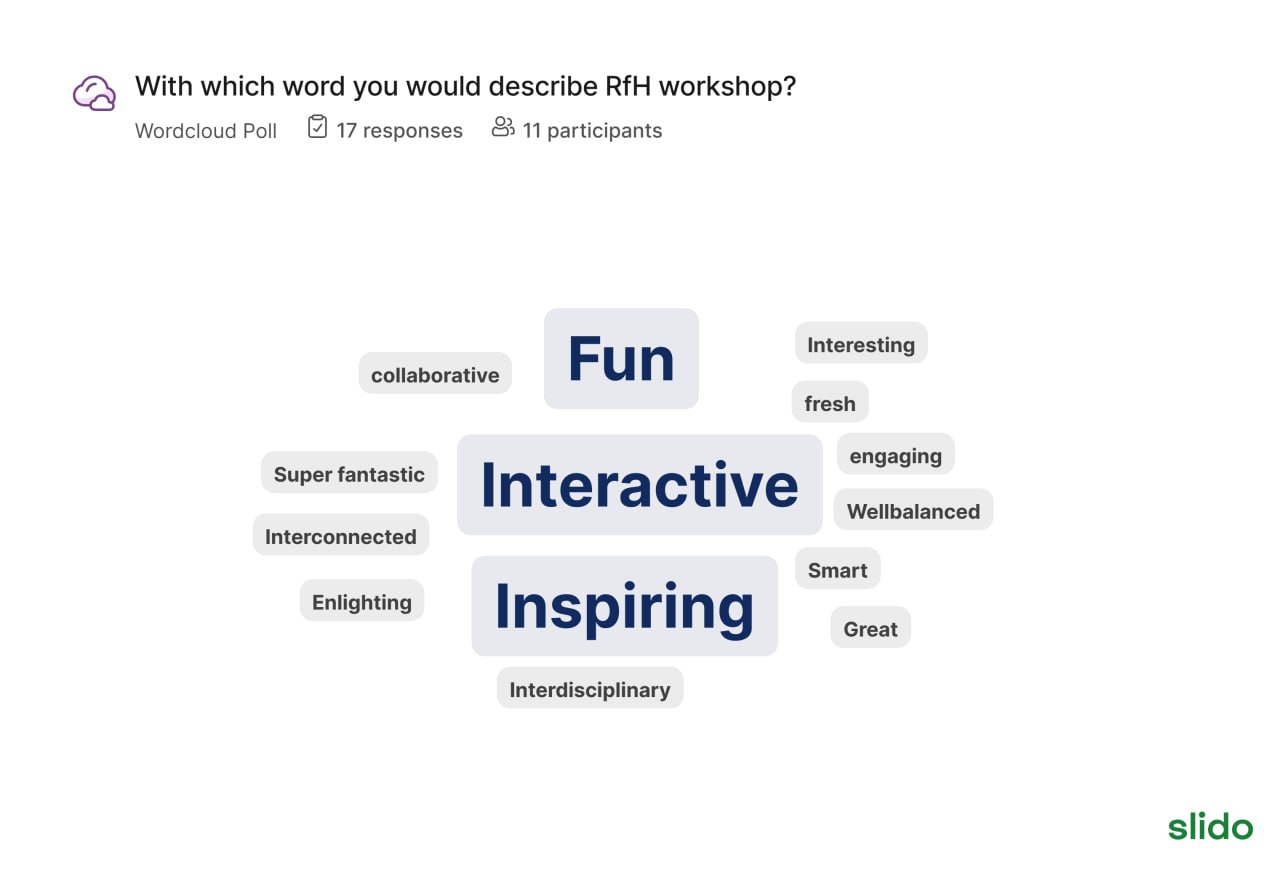 With which word you would describe RfH workshop?
Wordcloud Poll 17 responses 11 participants
Fun
Interesting
collaborative
fresh
engaging
Super fantastic
Interactive
Wellbalanced
Interconnected
Smart
Enlighting
Inspiring
Great
Interdisciplinary
slido